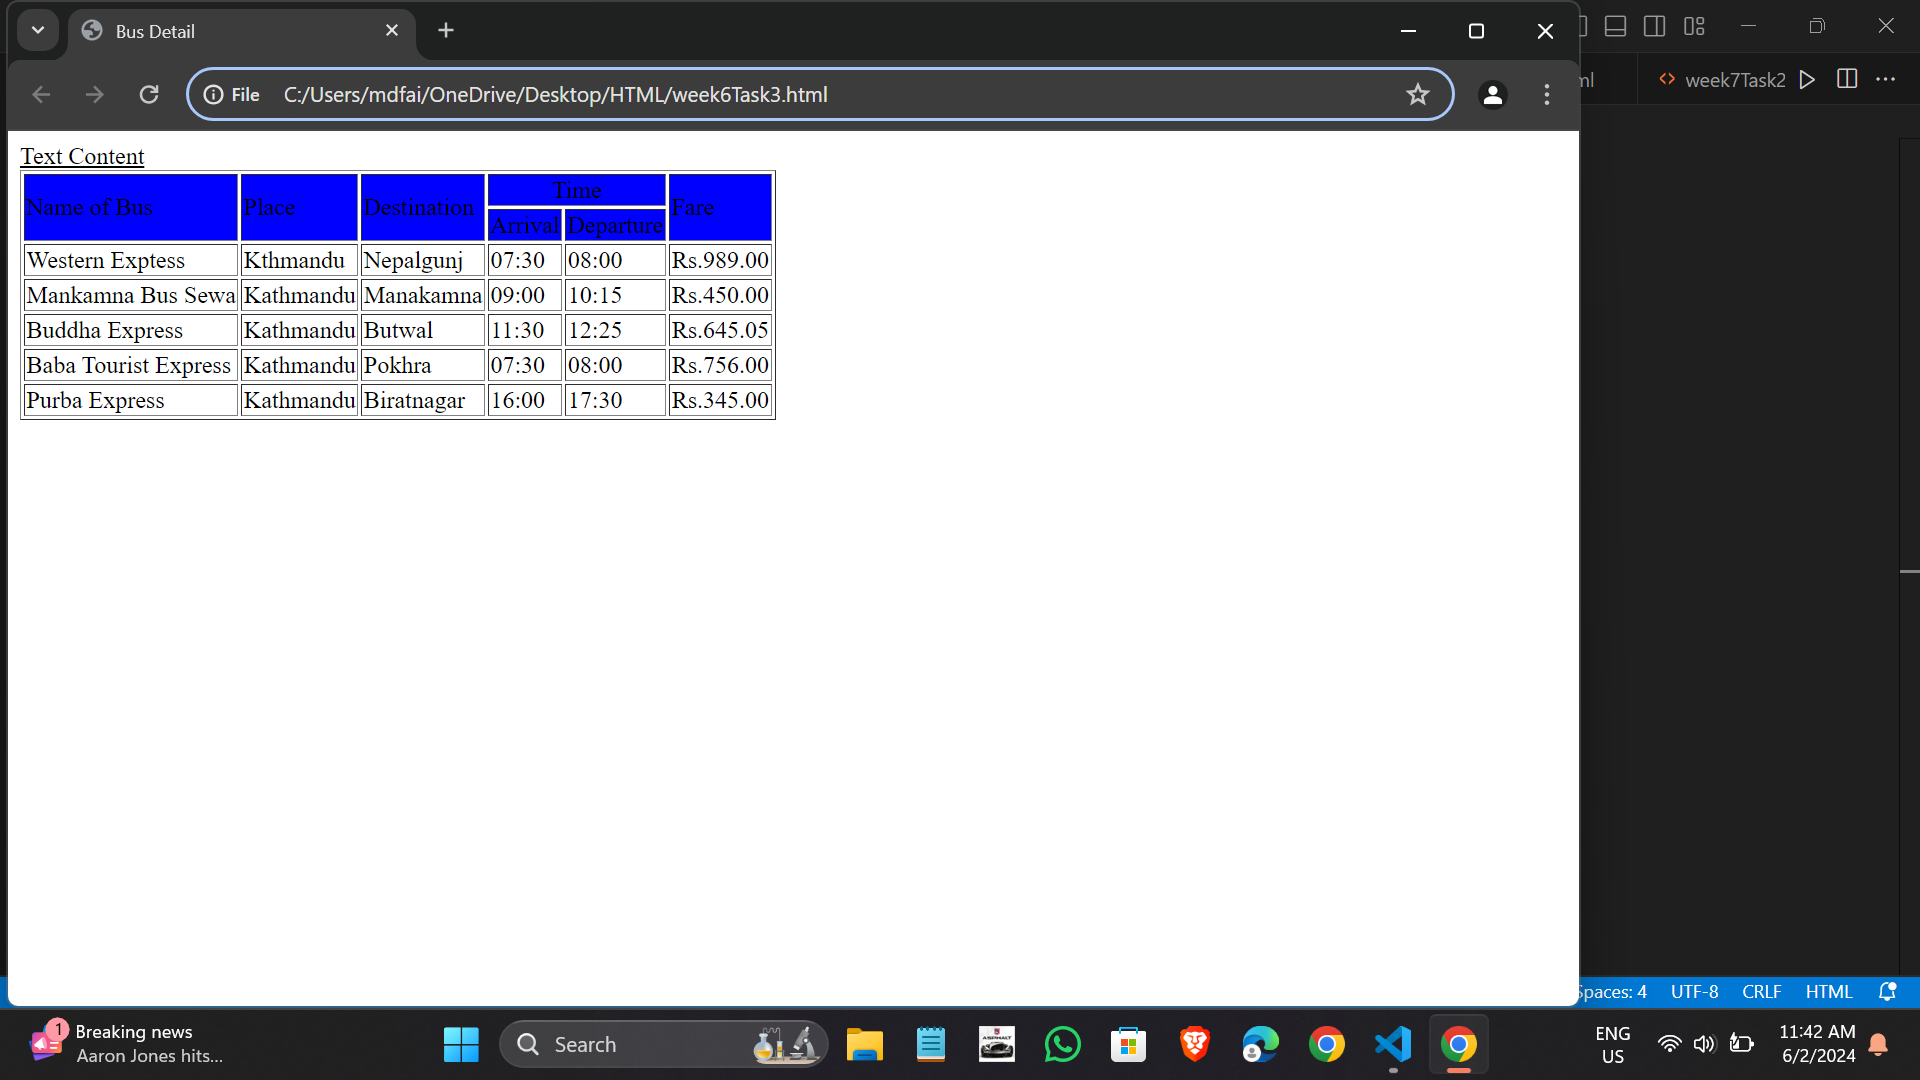 Bus Detail
File C:/Users/mdfai/OneDrive/Desktop/HTML/week6Task3.html
week7Task2
Text Content
Name of Bus Place Destination Time Fare
Arrival Departure
Western Exptess Kthmandu Nepalgunj 07:30 08:00 Rs.989.00
Mankamna Bus Sewa Kathmandu Manakamna 09:00 10:15 Rs.450.00
Buddha Express Kathmandu Butwal 11:30 12:25 Rs.645.05
Baba Tourist Express Kathmandu Pokhra 07:30 08:00 Rs.756.00
Purba Express Kathmandu Biratnagar 16:00 17:30 Rs.345.00
Spaces: 4 UTF-8 CRLF HTML
1 Breaking news
Aaron Jones hits...
Search
ASPHALT
ENG
US
11:42 AM
6/2/2024